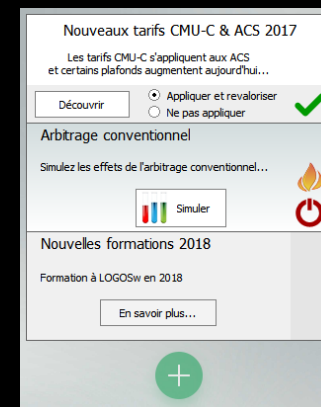 Nouveaux tarifs CMU-C & ACS 2017
Les tarifs CMU-C s'appliquent aux ACS
et certains plafonds augmentent aujourd'hui...
Découvrir
Appliquer et revaloriser
Ne pas appliquer
Arbitrage conventionnel
Simulez les effets de l'arbitrage conventionnel...
Simuler
Nouvelles formations 2018
Formation à LOGOSw en 2018
En savoir plus...